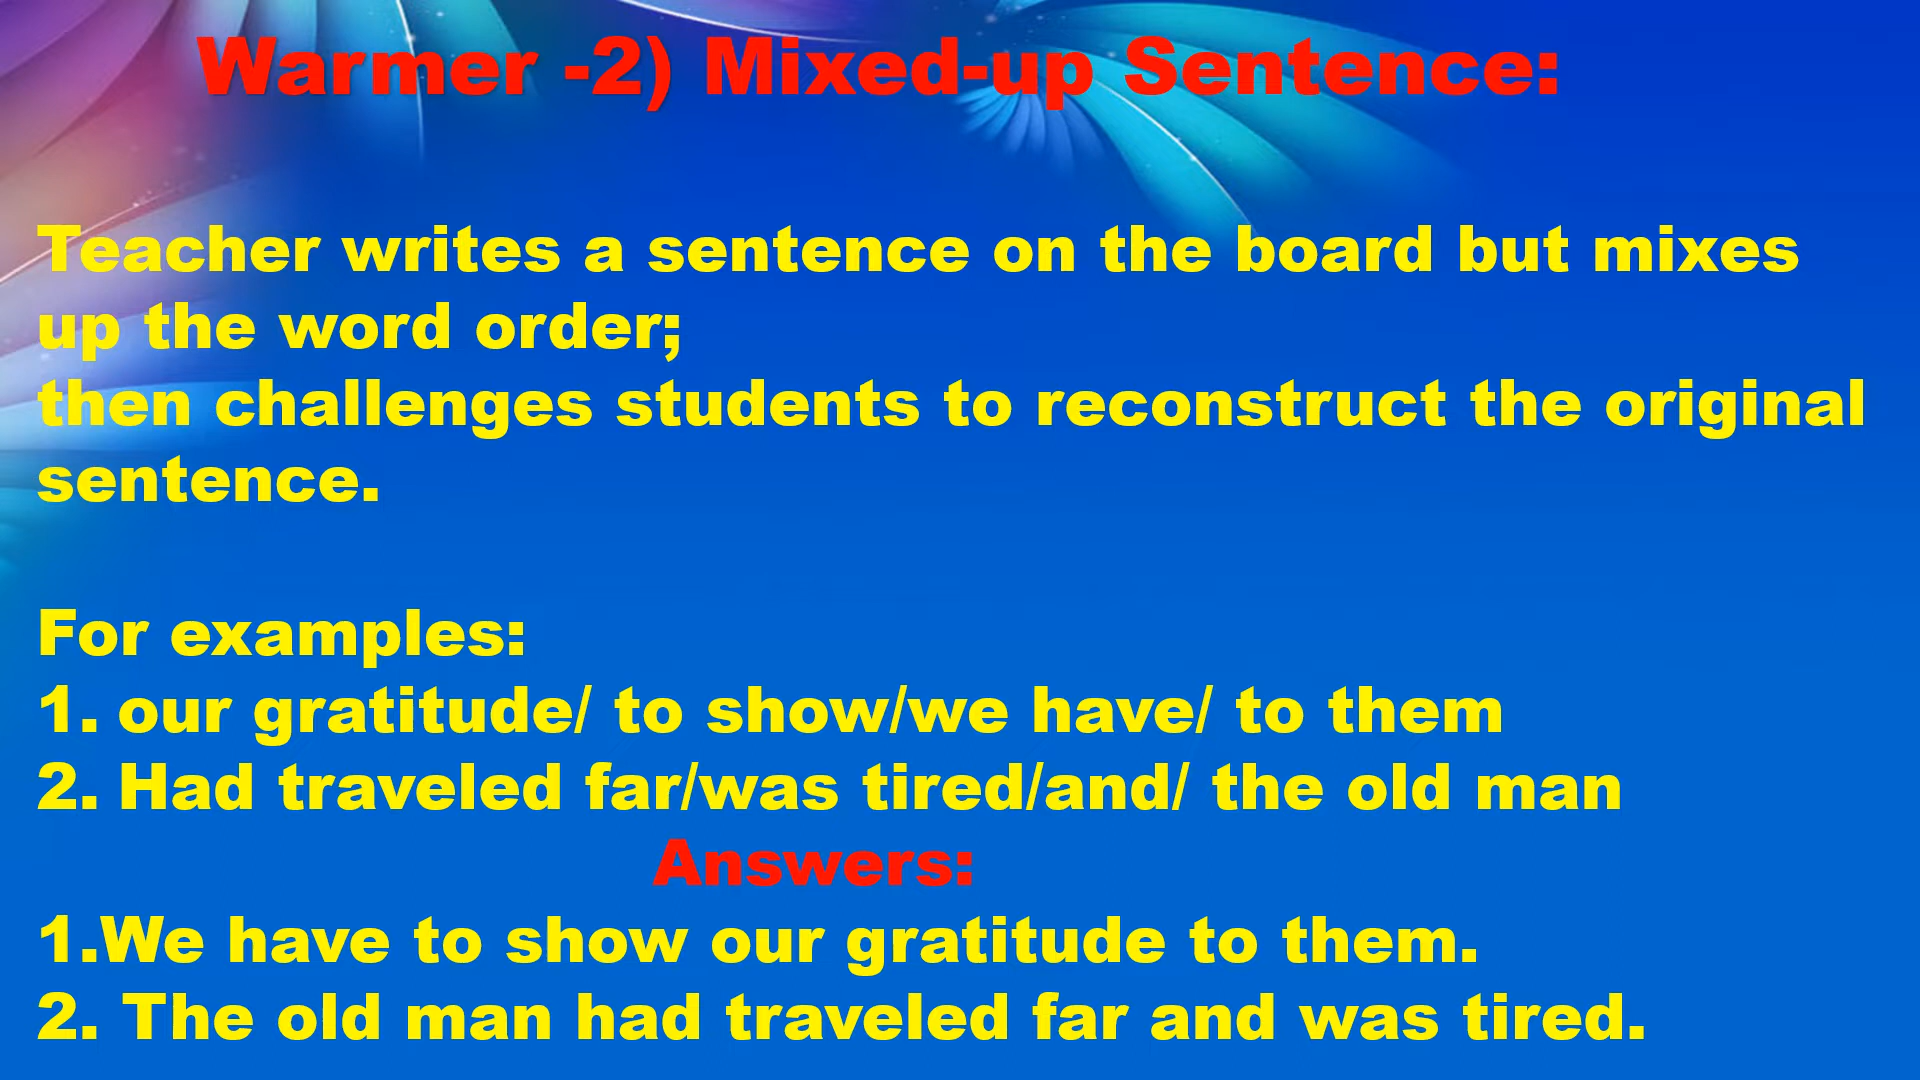 Warmer -2) Mixed-up Sentence:
Teacher writes a sentence on the board but mixes
up the word order;
then challenges students to reconstruct the original
sentence.
For examples:
1. our gratitude/ to show/we have/ to them
2. Had traveled far/was tired/and/ the old man
Answers:
1.We have to show our gratitude to them.
2. The old man had traveled far and was tired.